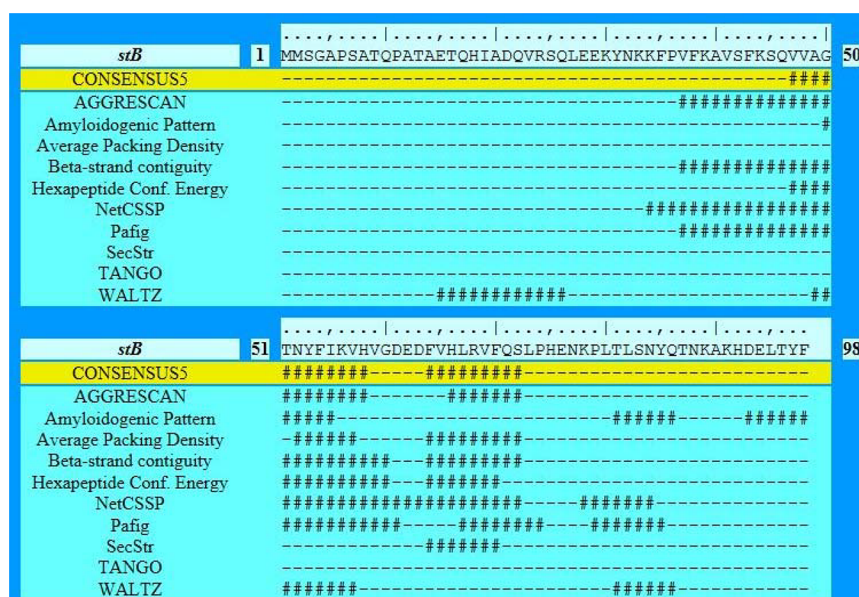 ....,....|....,....|....,....|....,....|....,....|
stB 1 MMSGAPSATQPATAETQHIADQVRSQLEEKYNKKFPVFKAVSFKSQVVAG 50
CONSENSUS5 ----------------------------------------------####
AGGRESCAN ------------------------------------##############
Amyloidogenic Pattern -------------------------------------------------#
Average Packing Density --------------------------------------------------
Beta-strand contiguity ------------------------------------##############
Hexapeptide Conf. Energy ----------------------------------------------####
NetCSSP ---------------------------------#################
Pafig ------------------------------------##############
SecStr --------------------------------------------------
TANGO --------------------------------------------------
WALTZ --------------############----------------------##
....,....|....,....|....,....|....,....|....,...
stB 51 TNYFIKVHVGDEDFVHLRVFQSLPHENKPLTLSNYQTNKAKHDELTYF 98
CONSENSUS5 ########-----#########--------------------------
AGGRESCAN ########-------#######--------------------------
Amyloidogenic Pattern #####-------------------------######------######
Average Packing Density -######------#########--------------------------
Beta-strand contiguity ##########---#########--------------------------
Hexapeptide Conf. Energy ##########---#######----------------------------
NetCSSP ######################-----#######--------------
Pafig ###########-----########----#######-------------
SecStr -------------#######----------------------------
TANGO ------------------------------------------------
WALTZ #######-----------------------######------------